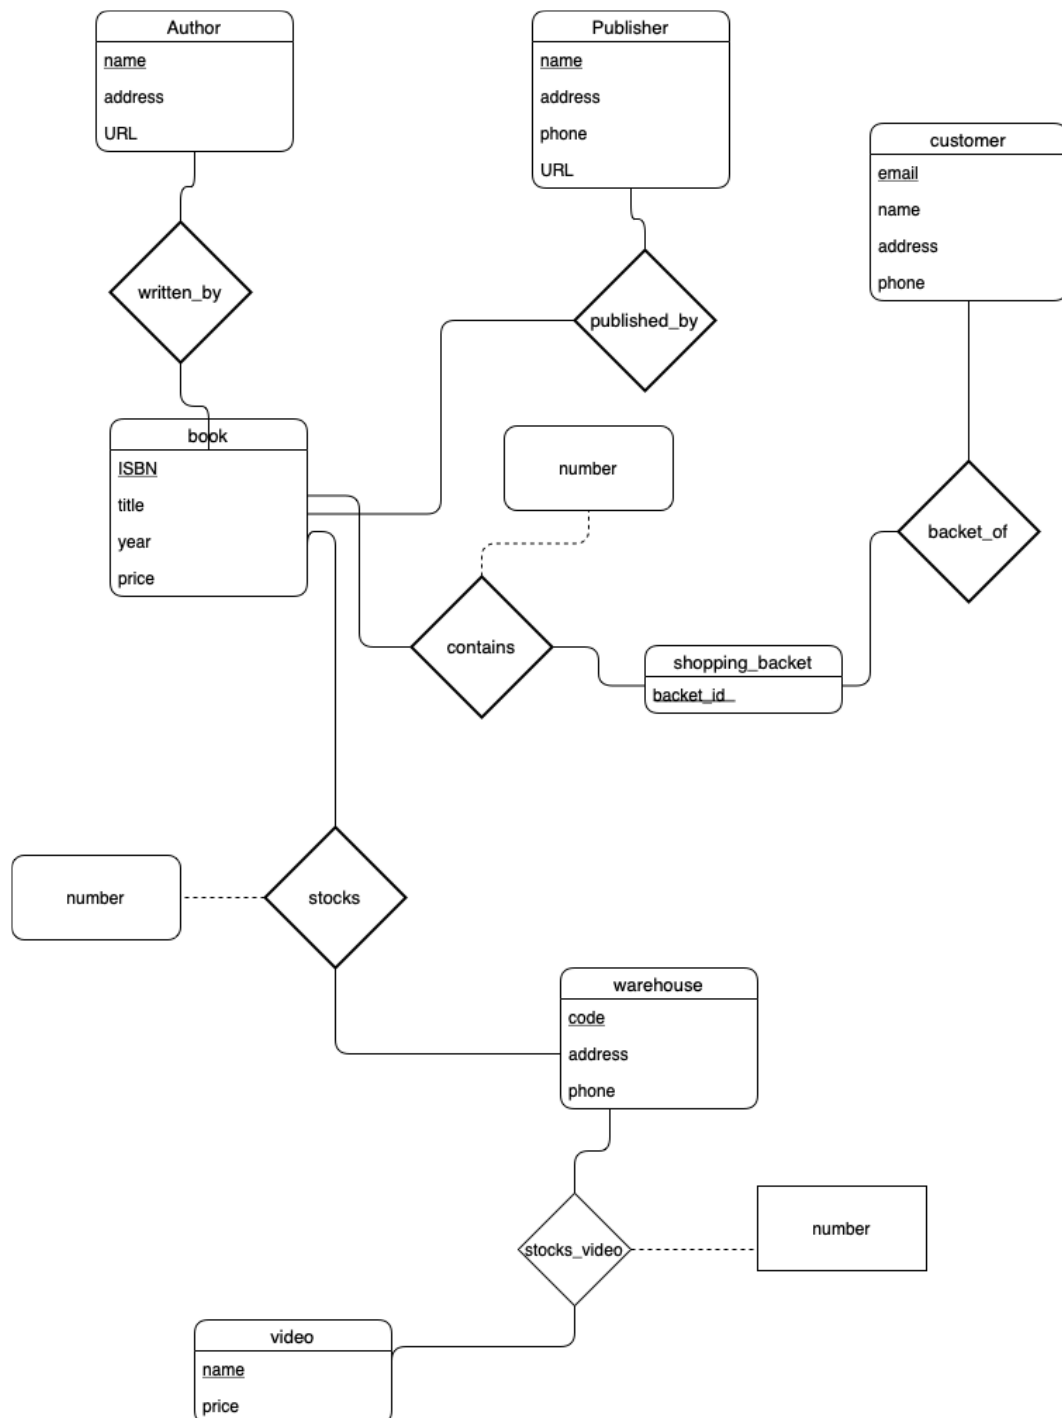 Author
name
address
URL
Publisher
name
address
phone
URL
customer
email
name
address
phone
written_by
published_by
book
ISBN
title
year
price
number
backet_of
contains
shopping_backet
backet_id
number
stocks
warehouse
code
address
phone
stocks_video
number
video
name
price